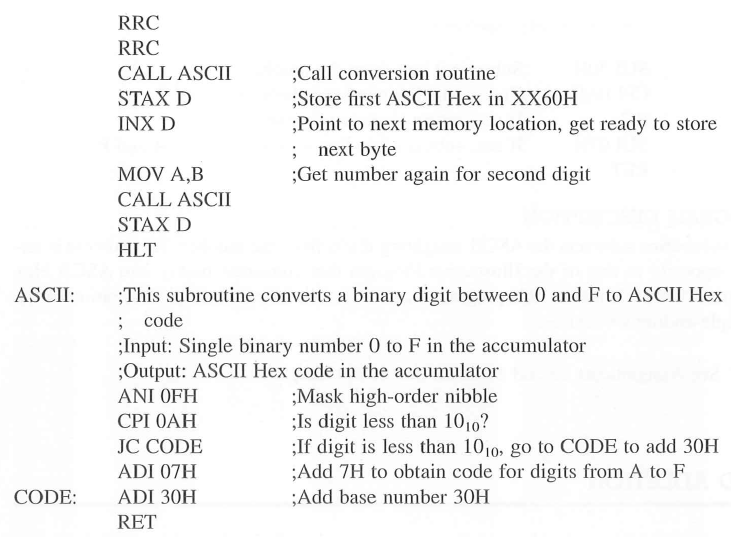 RRC
RRC
CALL ASCII ;Call conversion routine
STAX D ;Store first ASCII Hex in XX60H
INX D ;Point to next memory location, get ready to store
; next byte
MOV A,B ;Get number again for second digit
CALL ASCII
STAX D
HLT
ASCII: ;This subroutine converts a binary digit between 0 and F to ASCII Hex
; code
;Input: Single binary number 0 to F in the accumulator
;Output: ASCII Hex code in the accumulator
ANI 0FH ;Mask high-order nibble
CPI 0AH ;Is digit less than 10₁₀?
JC CODE ;If digit is less than 10₁₀, go to CODE to add 30H
ADI 07H ;Add 7H to obtain code for digits from A to F
CODE: ADI 30H ;Add base number 30H
RET